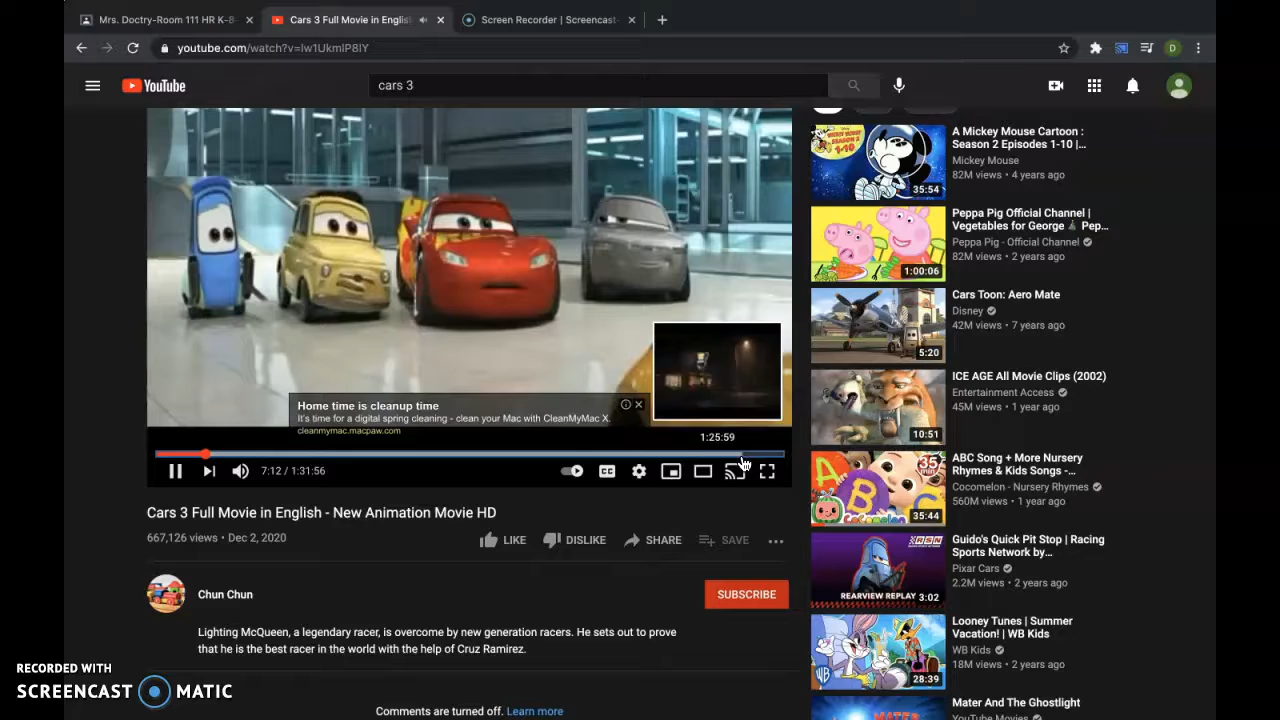 Mrs. Doctry-Room 111 HR K-8
Cars 3 Full Movie in English
Screen Recorder | Screencast-
youtube.com/watch?v=lw1UkmlP8lY
D
YouTube
cars 3
Home time is cleanup time
It's time for a digital spring cleaning - clean your Mac with CleanMyMac X.
cleanmymac.macpaw.com
1:25:59
7:12 / 1:31:56
CC
Cars 3 Full Movie in English - New Animation Movie HD
667,126 views • Dec 2, 2020
LIKE
DISLIKE
SHARE
SAVE
Chun Chun
SUBSCRIBE
Lighting McQueen, a legendary racer, is overcome by new generation racers. He sets out to prove
that he is the best racer in the world with the help of Cruz Ramirez.
Comments are turned off. Learn more
A Mickey Mouse Cartoon :
Season 2 Episodes 1-10 |...
Mickey Mouse
82M views • 4 years ago
35:54
Peppa Pig Official Channel |
Vegetables for George Pep...
Peppa Pig - Official Channel
82M views • 2 years ago
1:00:06
Cars Toon: Aero Mate
Disney
42M views • 7 years ago
5:20
ICE AGE All Movie Clips (2002)
Entertainment Access
45M views • 1 year ago
10:51
ABC Song + More Nursery
Rhymes & Kids Songs -...
Cocomelon - Nursery Rhymes
560M views • 1 year ago
35:44
Guido's Quick Pit Stop | Racing
Sports Network by...
Pixar Cars
2.2M views • 2 years ago
RSN
REARVIEW REPLAY
3:02
Looney Tunes | Summer
Vacation! | WB Kids
WB Kids
18M views • 2 years ago
28:39
Mater And The Ghostlight
YouTube Movies
RECORDED WITH
SCREENCAST MATIC